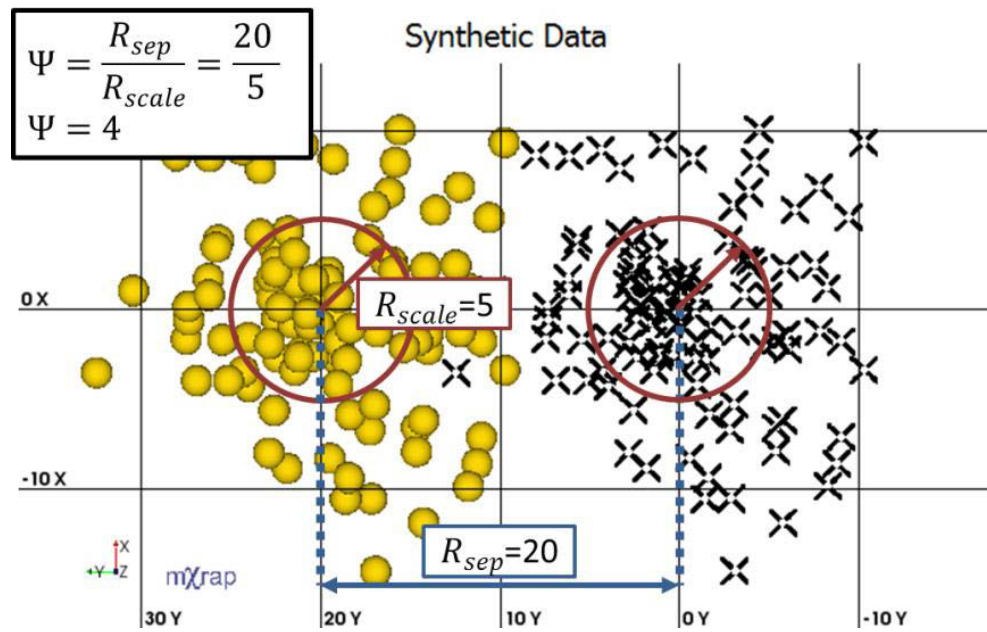 Synthetic Data
Ψ = R_sep / R_scale = 20 / 5
Ψ = 4
0 X
R_scale=5
-10 X
R_sep=20
X
Y
Z
mχrap
30 Y
20 Y
10 Y
0 Y
-10 Y